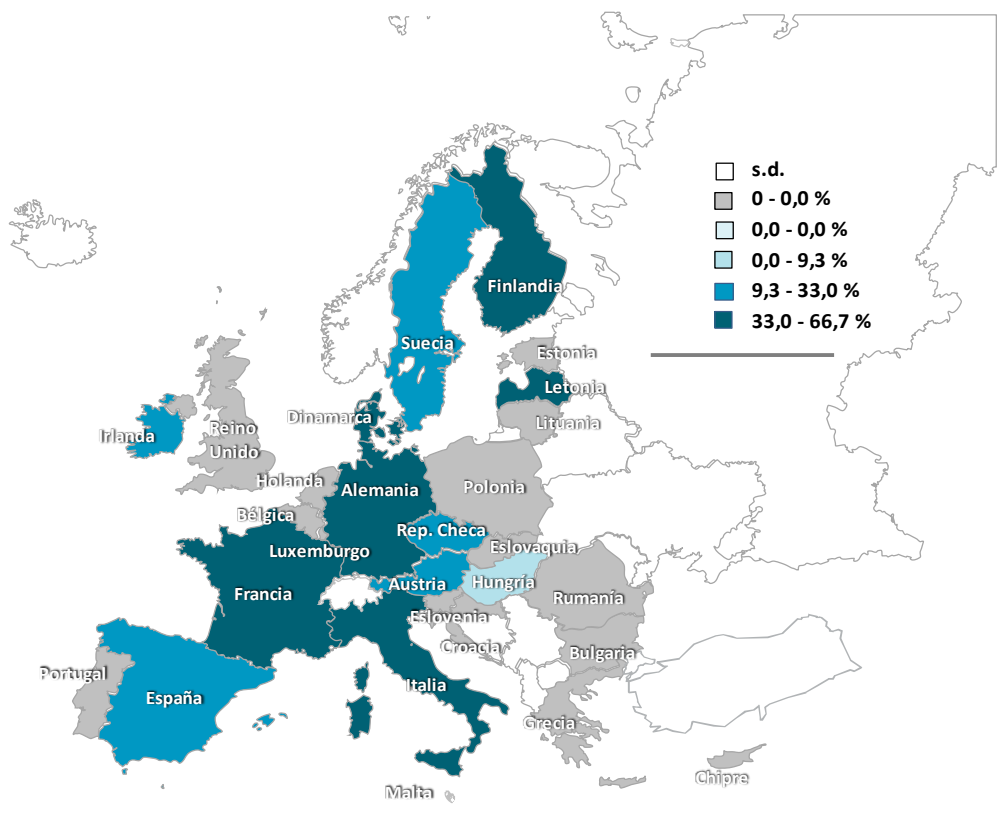 s.d.
0 - 0,0 %
0,0 - 0,0 %
0,0 - 9,3 %
9,3 - 33,0 %
33,0 - 66,7 %
Finlandia
Suecia
Estonia
Letonia
Dinamarca
Lituania
Irlanda
Reino
Unido
Holanda
Alemania
Polonia
Bélgica
Rep. Checa
Luxemburgo
Eslovaquia
Austria
Hungría
Francia
Rumanía
Eslovenia
Croacia
Bulgaria
Portugal
Italia
España
Grecia
Chipre
Malta